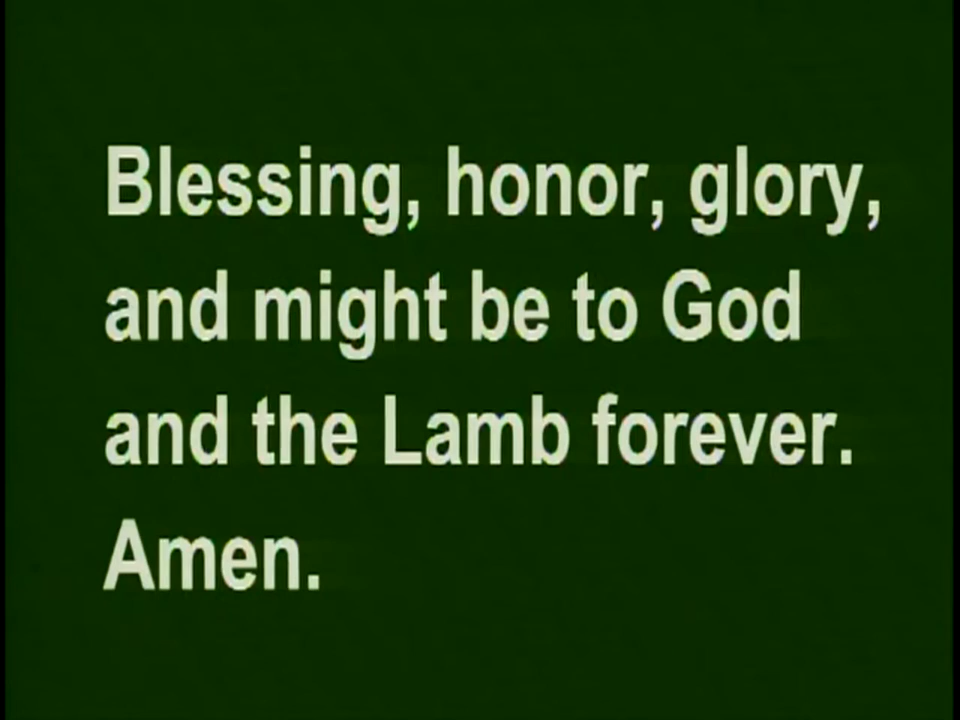 Blessing, honor, glory,
and might be to God
and the Lamb forever.
Amen.